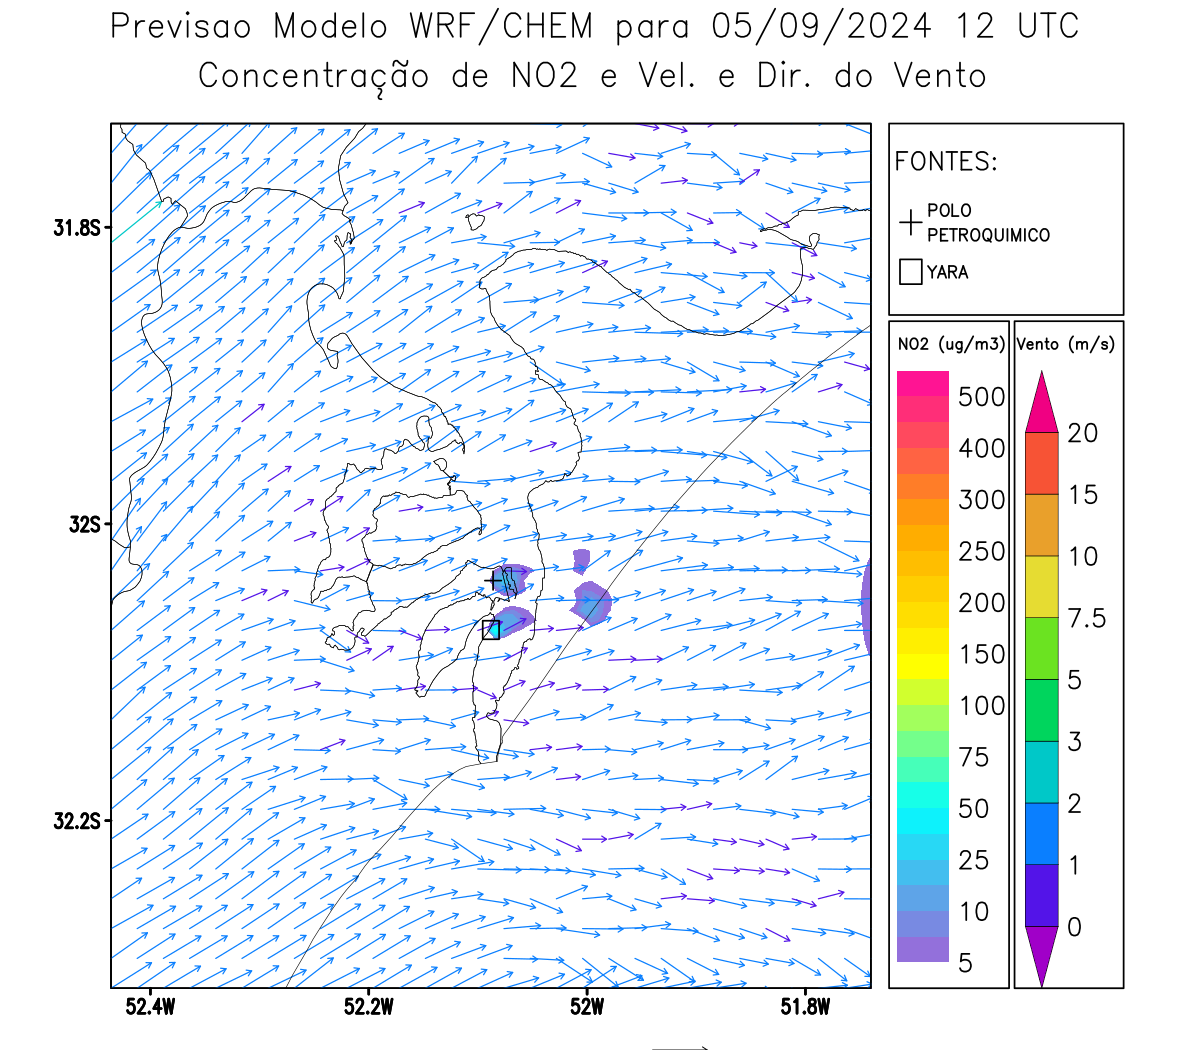 Previsao Modelo WRF/CHEM para 05/09/2024 12 UTC
Concentração de NO2 e Vel. e Dir. do Vento
FONTES:
POLO
PETROQUIMICO
YARA
NO2 (ug/m3)
500
400
300
250
200
150
100
75
50
25
10
5
Vento (m/s)
20
15
10
7.5
5
3
2
1
0
31.8S
32S
32.2S
52.4W
52.2W
52W
51.8W